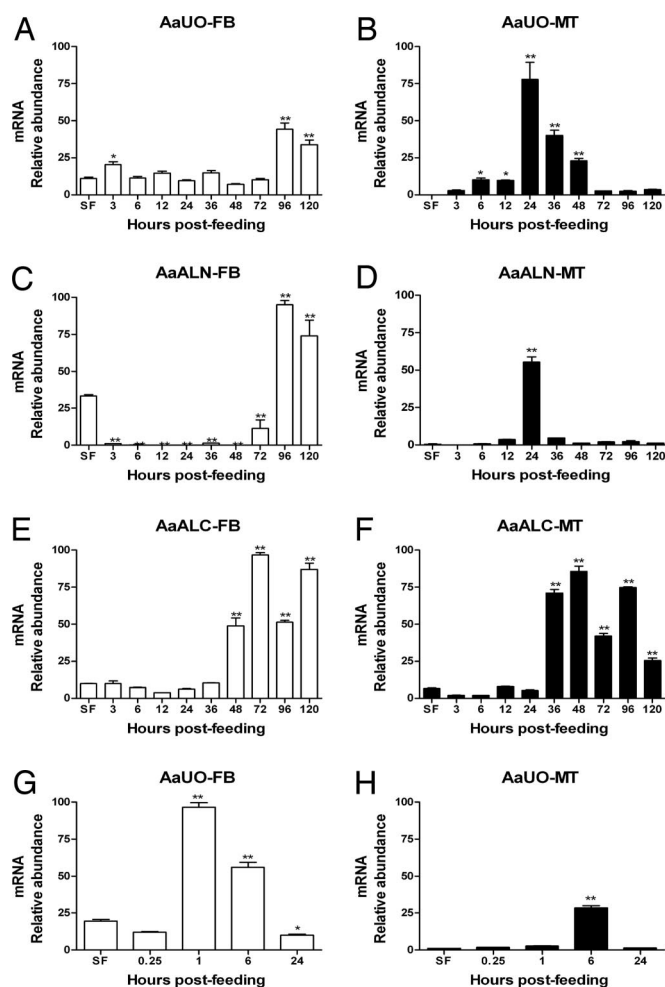 A
AaUO-FB
mRNA
Relative abundance
100
75
50
25
0
* ** **
SF 3 6 12 24 36 48 72 96 120
Hours post-feeding
B
AaUO-MT
mRNA
Relative abundance
100
75
50
25
0
* * ** ** **
SF 3 6 12 24 36 48 72 96 120
Hours post-feeding
C
AaALN-FB
mRNA
Relative abundance
100
75
50
25
0
** ** ** ** ** ** ** ** **
SF 3 6 12 24 36 48 72 96 120
Hours post-feeding
D
AaALN-MT
mRNA
Relative abundance
100
75
50
25
0
**
SF 3 6 12 24 36 48 72 96 120
Hours post-feeding
E
AaALC-FB
mRNA
Relative abundance
100
75
50
25
0
** ** ** **
SF 3 6 12 24 36 48 72 96 120
Hours post-feeding
F
AaALC-MT
mRNA
Relative abundance
100
75
50
25
0
** ** ** ** **
SF 3 6 12 24 36 48 72 96 120
Hours post-feeding
G
AaUO-FB
mRNA
Relative abundance
100
75
50
25
0
** ** *
SF 0.25 1 6 24
Hours post-feeding
H
AaUO-MT
mRNA
Relative abundance
100
75
50
25
0
**
SF 0.25 1 6 24
Hours post-feeding